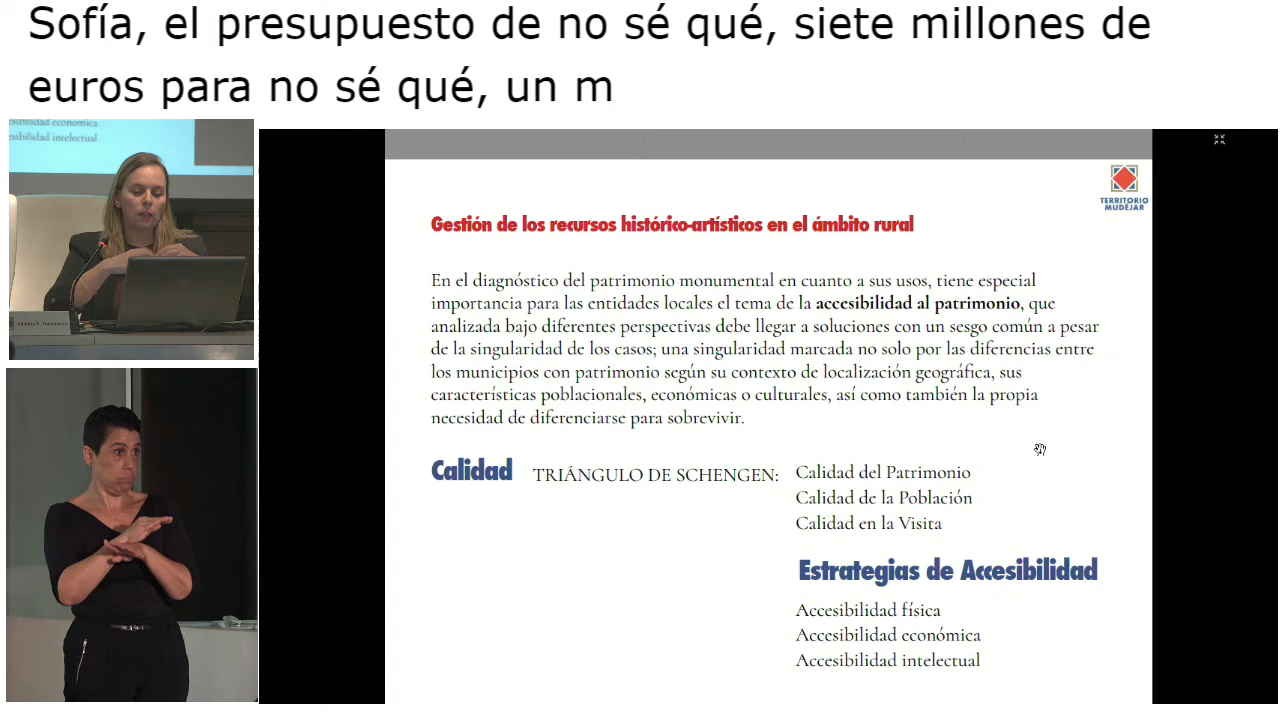 Sofía, el presupuesto de no sé qué, siete millones de
euros para no sé qué, un m
esibilidad económica
esibilidad intelectual
TERRITORIO
MUDÉJAR
Gestión de los recursos histórico-artísticos en el ámbito rural
En el diagnóstico del patrimonio monumental en cuanto a sus usos, tiene especial
importancia para las entidades locales el tema de la accesibilidad al patrimonio, que
analizada bajo diferentes perspectivas debe llegar a soluciones con un sesgo común a pesar
de la singularidad de los casos; una singularidad marcada no solo por las diferencias entre
los municipios con patrimonio según su contexto de localización geográfica, sus
características poblacionales, económicas o culturales, así como también la propia
necesidad de diferenciarse para sobrevivir.
Calidad TRIÁNGULO DE SCHENGEN: Calidad del Patrimonio
Calidad de la Población
Calidad en la Visita
Estrategias de Accesibilidad
Accesibilidad física
Accesibilidad económica
Accesibilidad intelectual